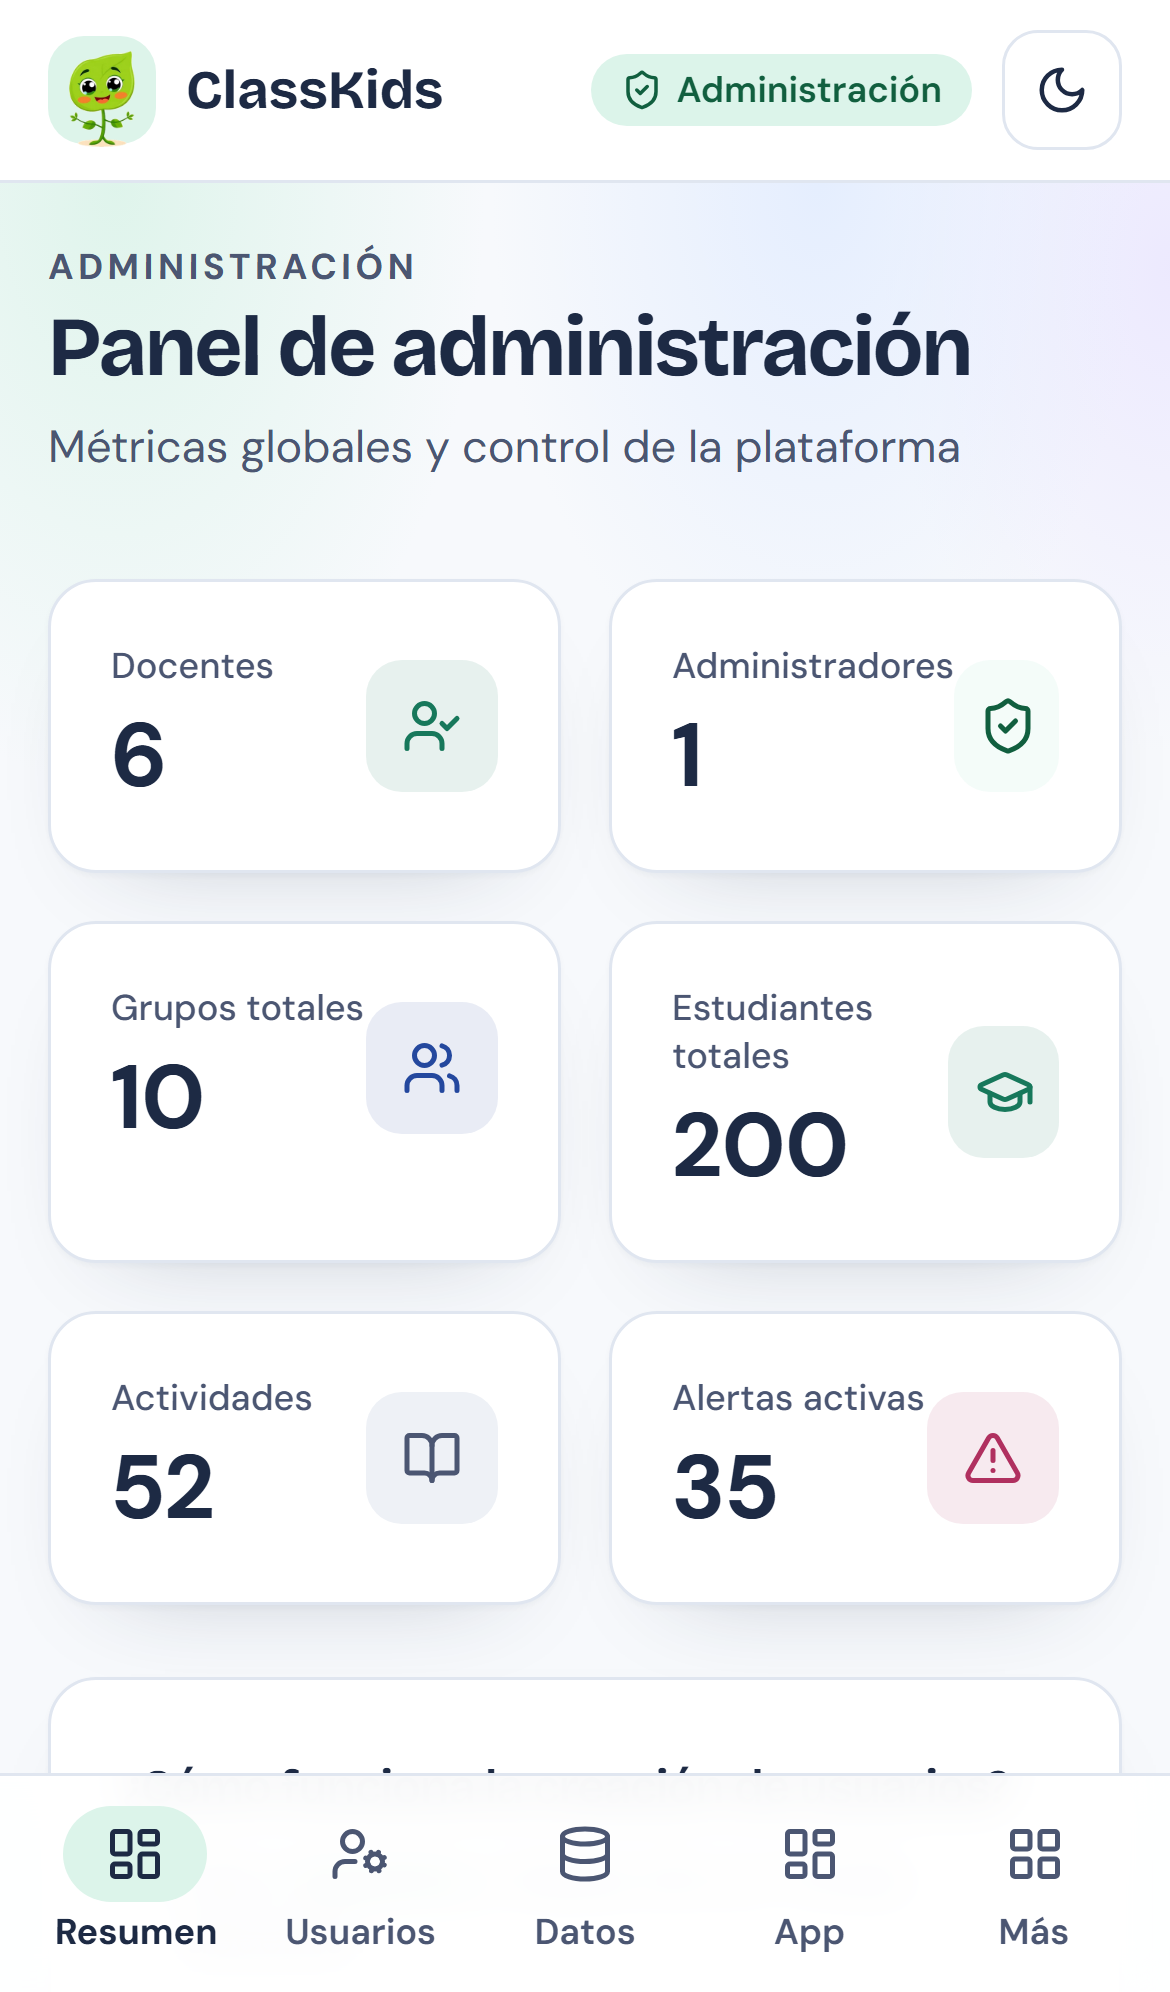 ClassKids
Administración
ADMINISTRACIÓN
Panel de administración
Métricas globales y control de la plataforma
Docentes
6
Administradores
1
Grupos totales
10
Estudiantes
totales
200
Actividades
52
Alertas activas
35
Resumen
Usuarios
Datos
App
Más